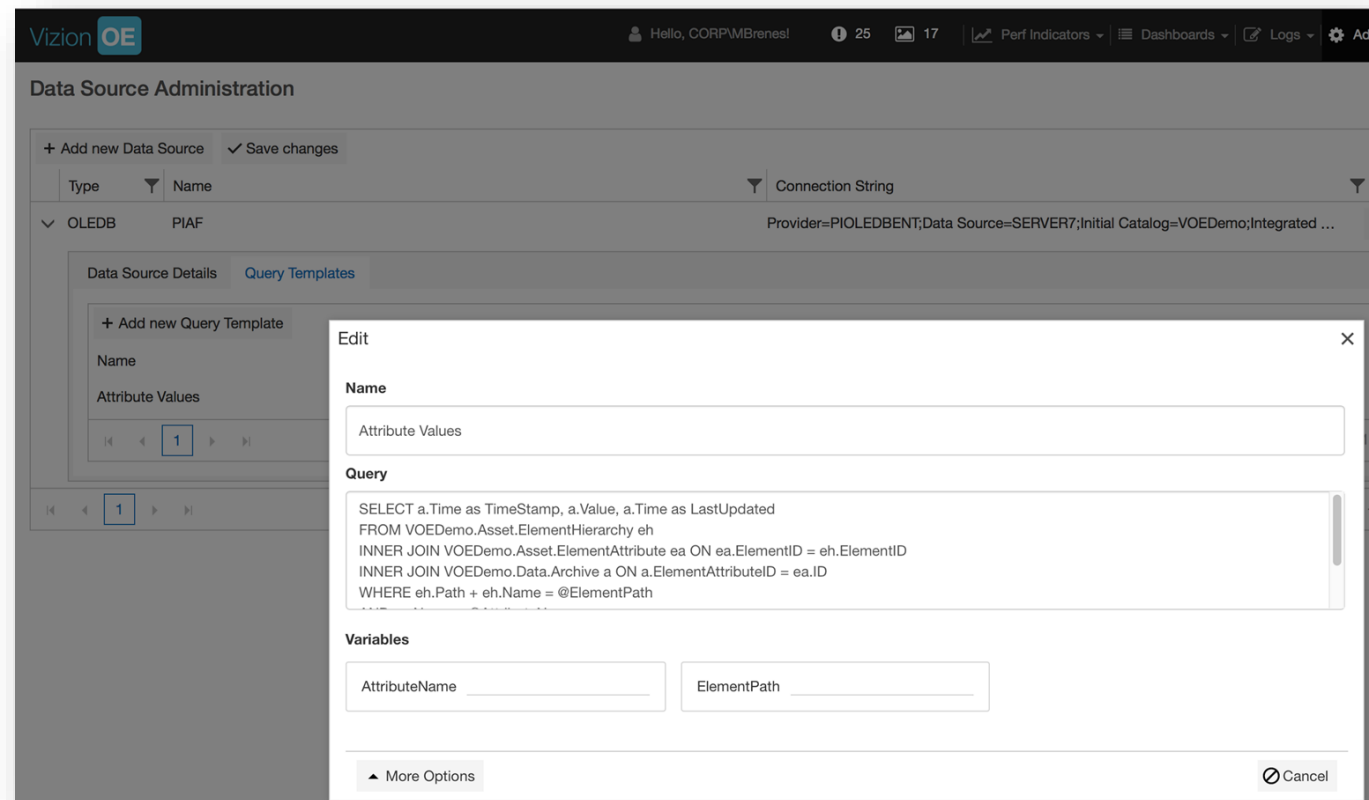 Vizion OE
Hello, CORP\MBrenes! 25 17 Perf Indicators Dashboards Logs
Data Source Administration
+ Add new Data Source Save changes
Type Name Connection String
OLEDB PIAF Provider=PIOLEDBENT;Data Source=SERVER7;Initial Catalog=VOEDemo;Integrated ...
Data Source Details Query Templates
+ Add new Query Template
Name
Attribute Values
1
1
Edit
Name
Attribute Values
Query
SELECT a.Time as TimeStamp, a.Value, a.Time as LastUpdated
FROM VOEDemo.Asset.ElementHierarchy eh
INNER JOIN VOEDemo.Asset.ElementAttribute ea ON ea.ElementID = eh.ElementID
INNER JOIN VOEDemo.Data.Archive a ON a.ElementAttributeID = ea.ID
WHERE eh.Path + eh.Name = @ElementPath
Variables
AttributeName ElementPath
More Options Cancel